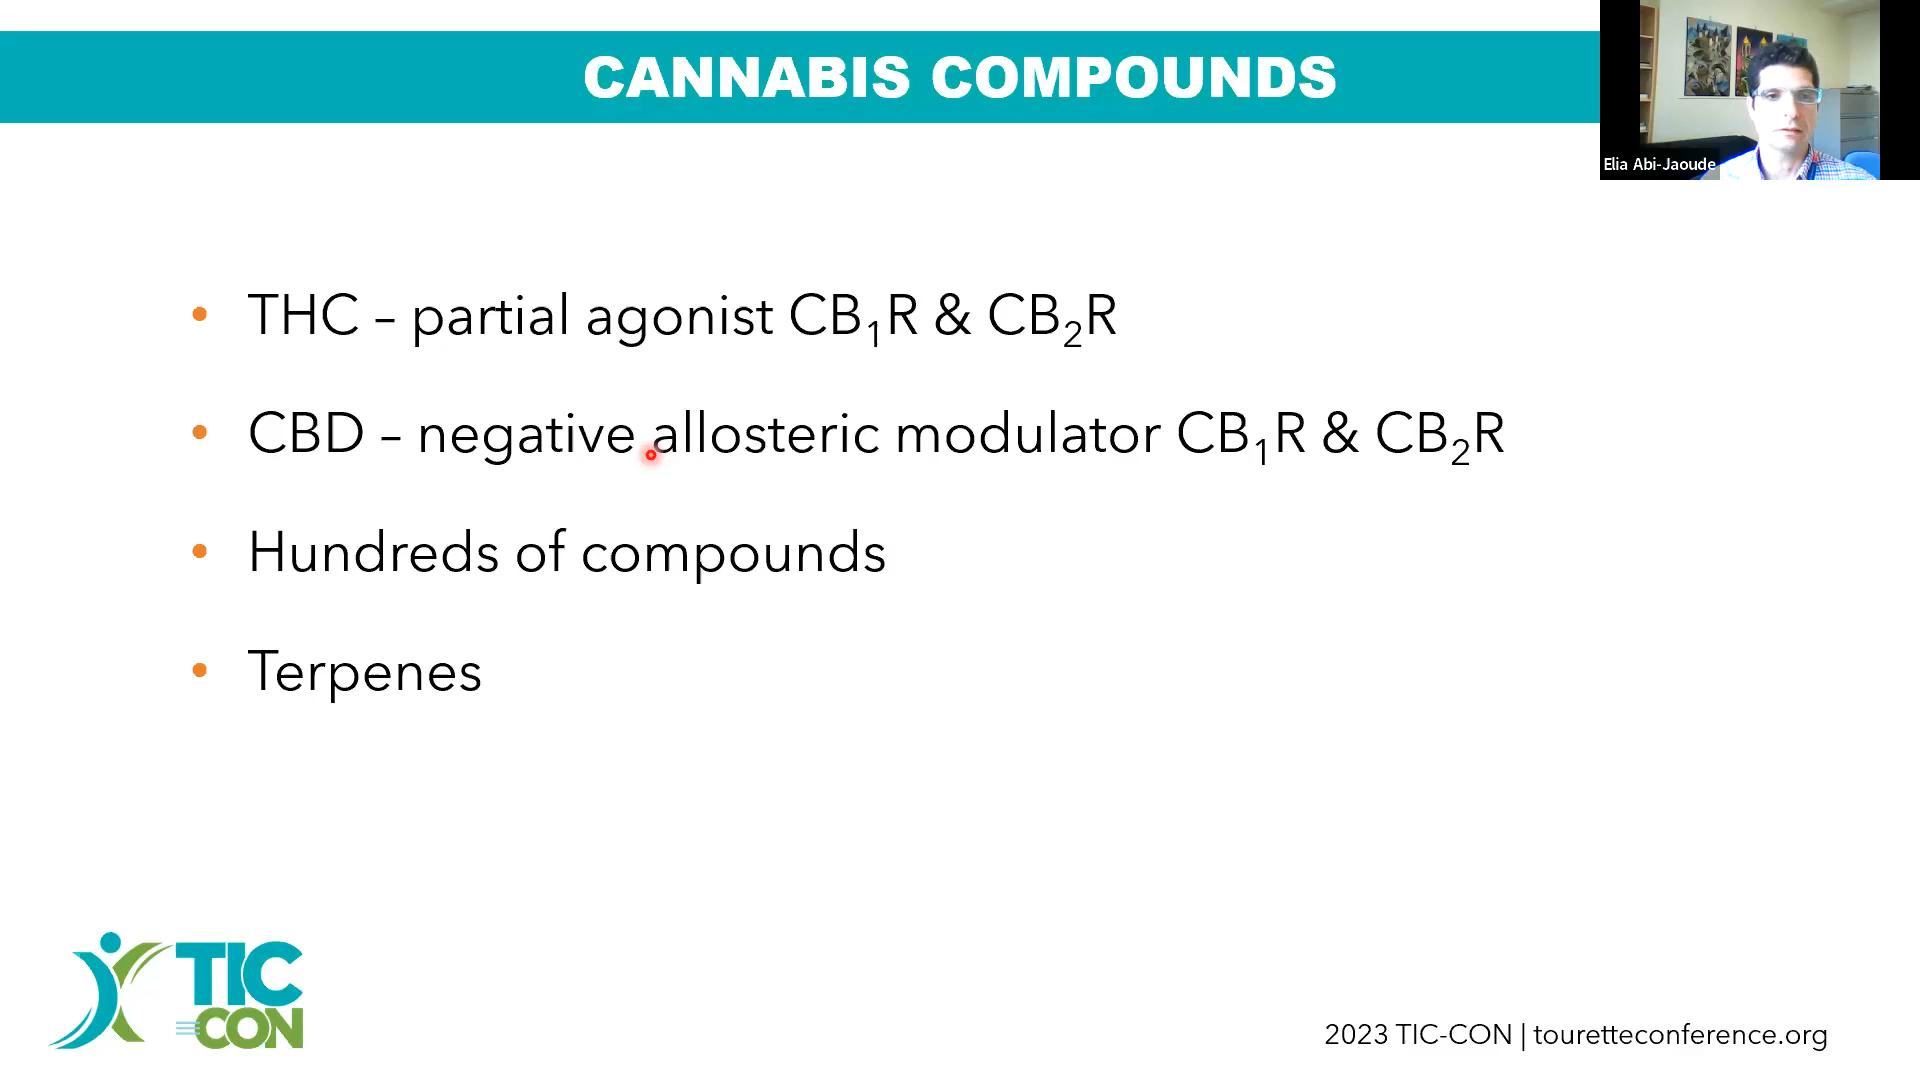 CANNABIS COMPOUNDS
Elia Abi-Jaoude
• THC – partial agonist CB₁R & CB₂R
• CBD – negative allosteric modulator CB₁R & CB₂R
• Hundreds of compounds
• Terpenes
TIC
CON
2023 TIC-CON | touretteconference.org